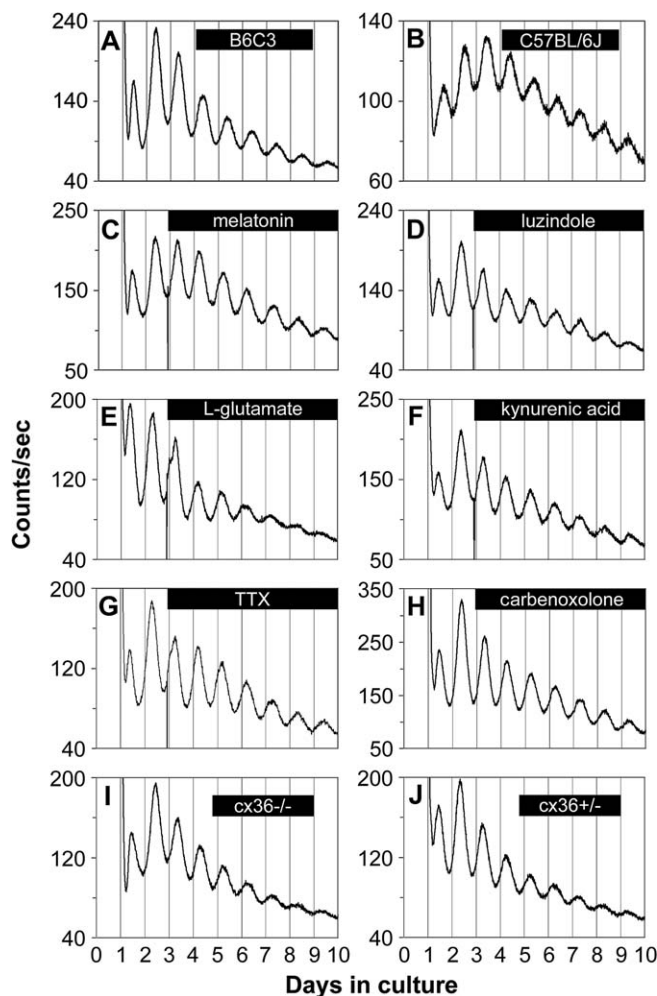 A B6C3
240
140
40
B C57BL/6J
140
100
60
C melatonin
250
150
50
D luzindole
240
140
40
E L-glutamate
200
120
40
F kynurenic acid
250
150
50
G TTX
200
120
40
H carbenoxolone
350
250
150
50
I cx36-/-
200
120
40
J cx36+/-
200
120
40
Counts/sec
0 1 2 3 4 5 6 7 8 9 10
0 1 2 3 4 5 6 7 8 9 10
Days in culture